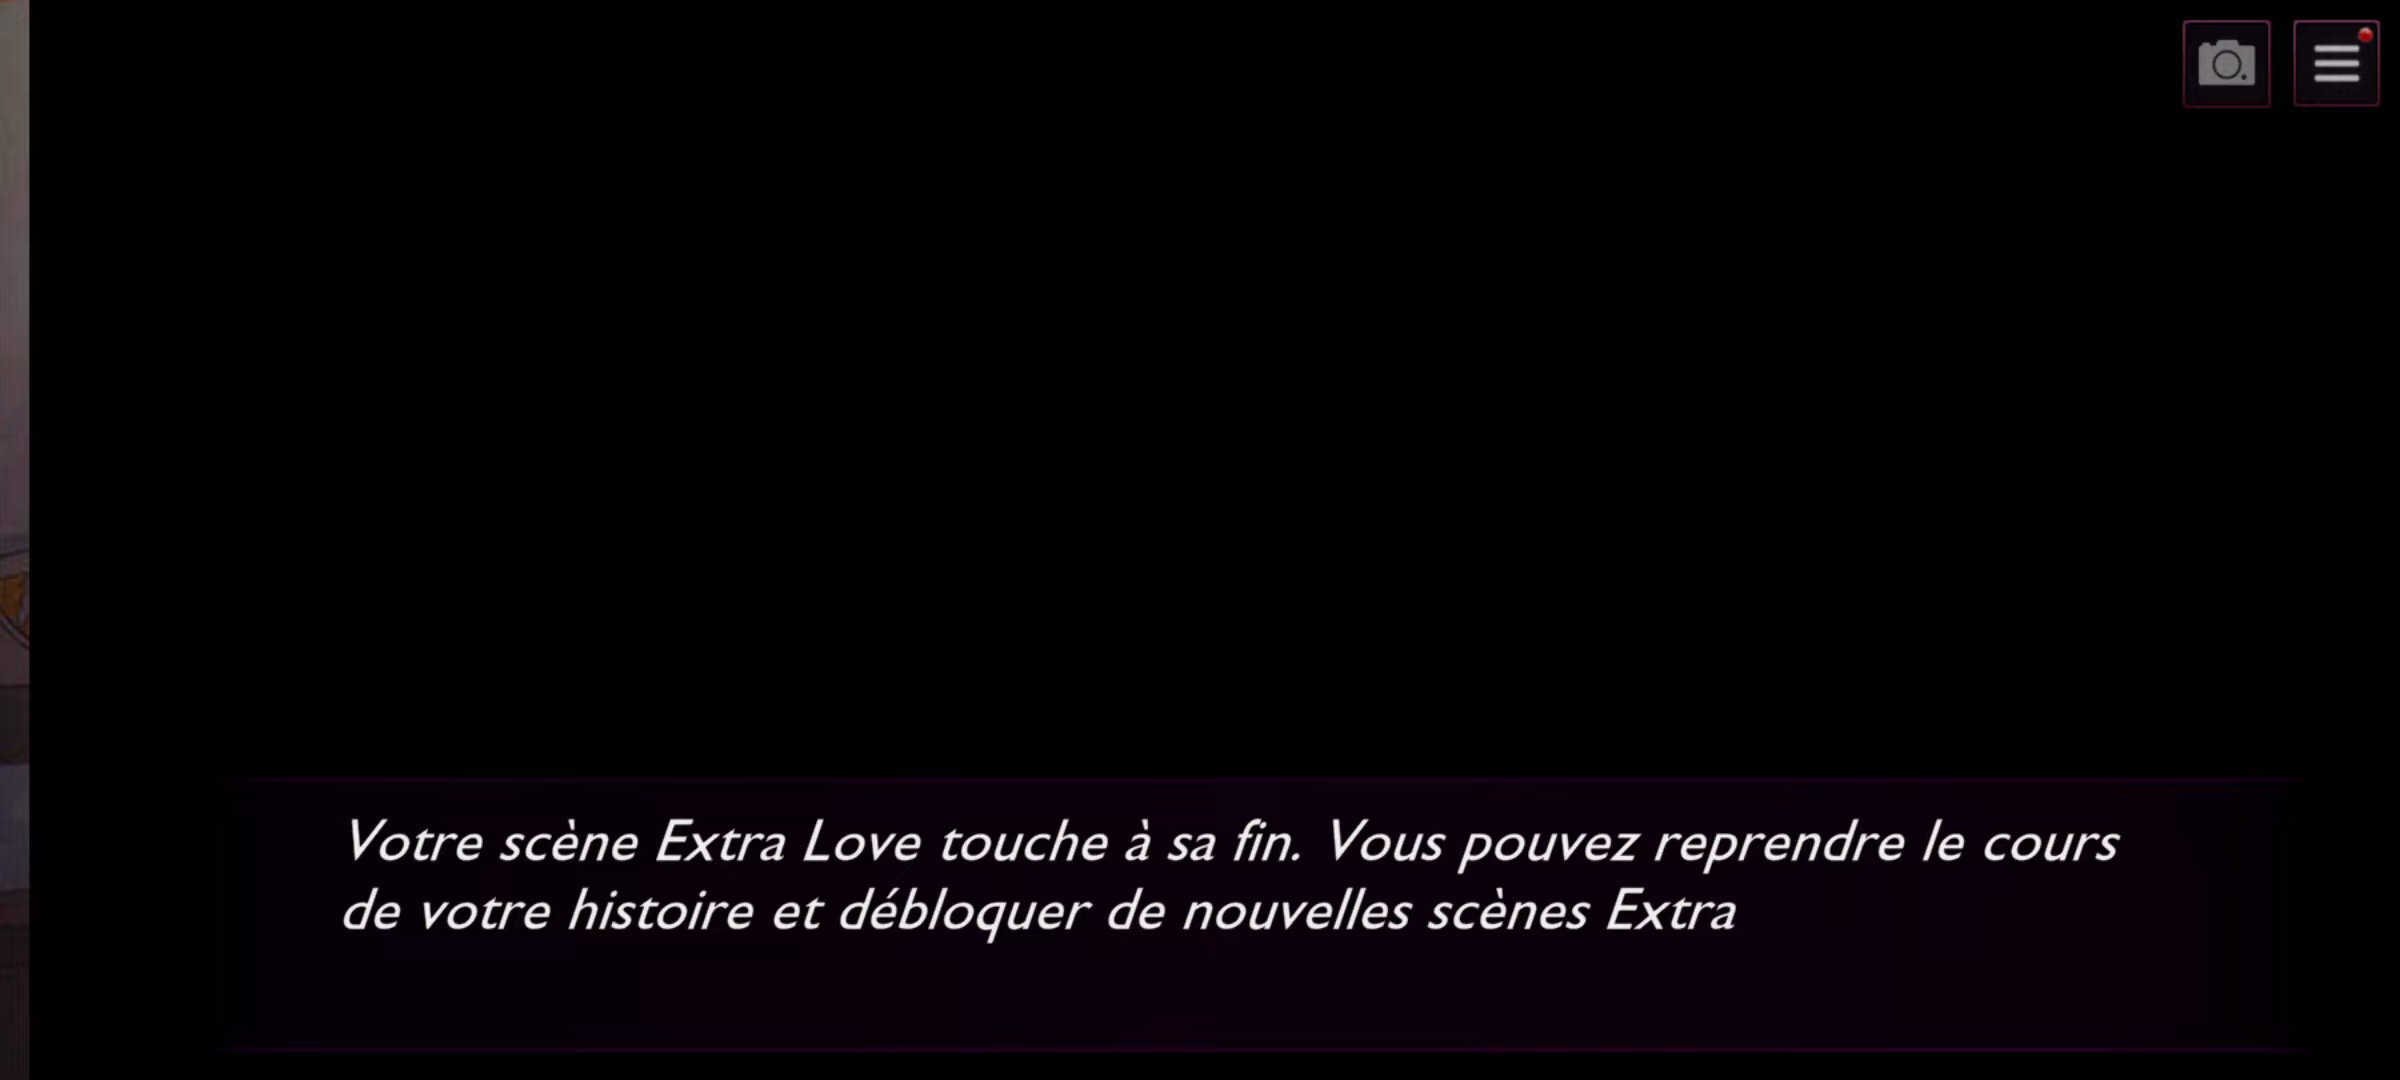 Votre scène Extra Love touche à sa fin. Vous pouvez reprendre le cours
de votre histoire et débloquer de nouvelles scènes Extra